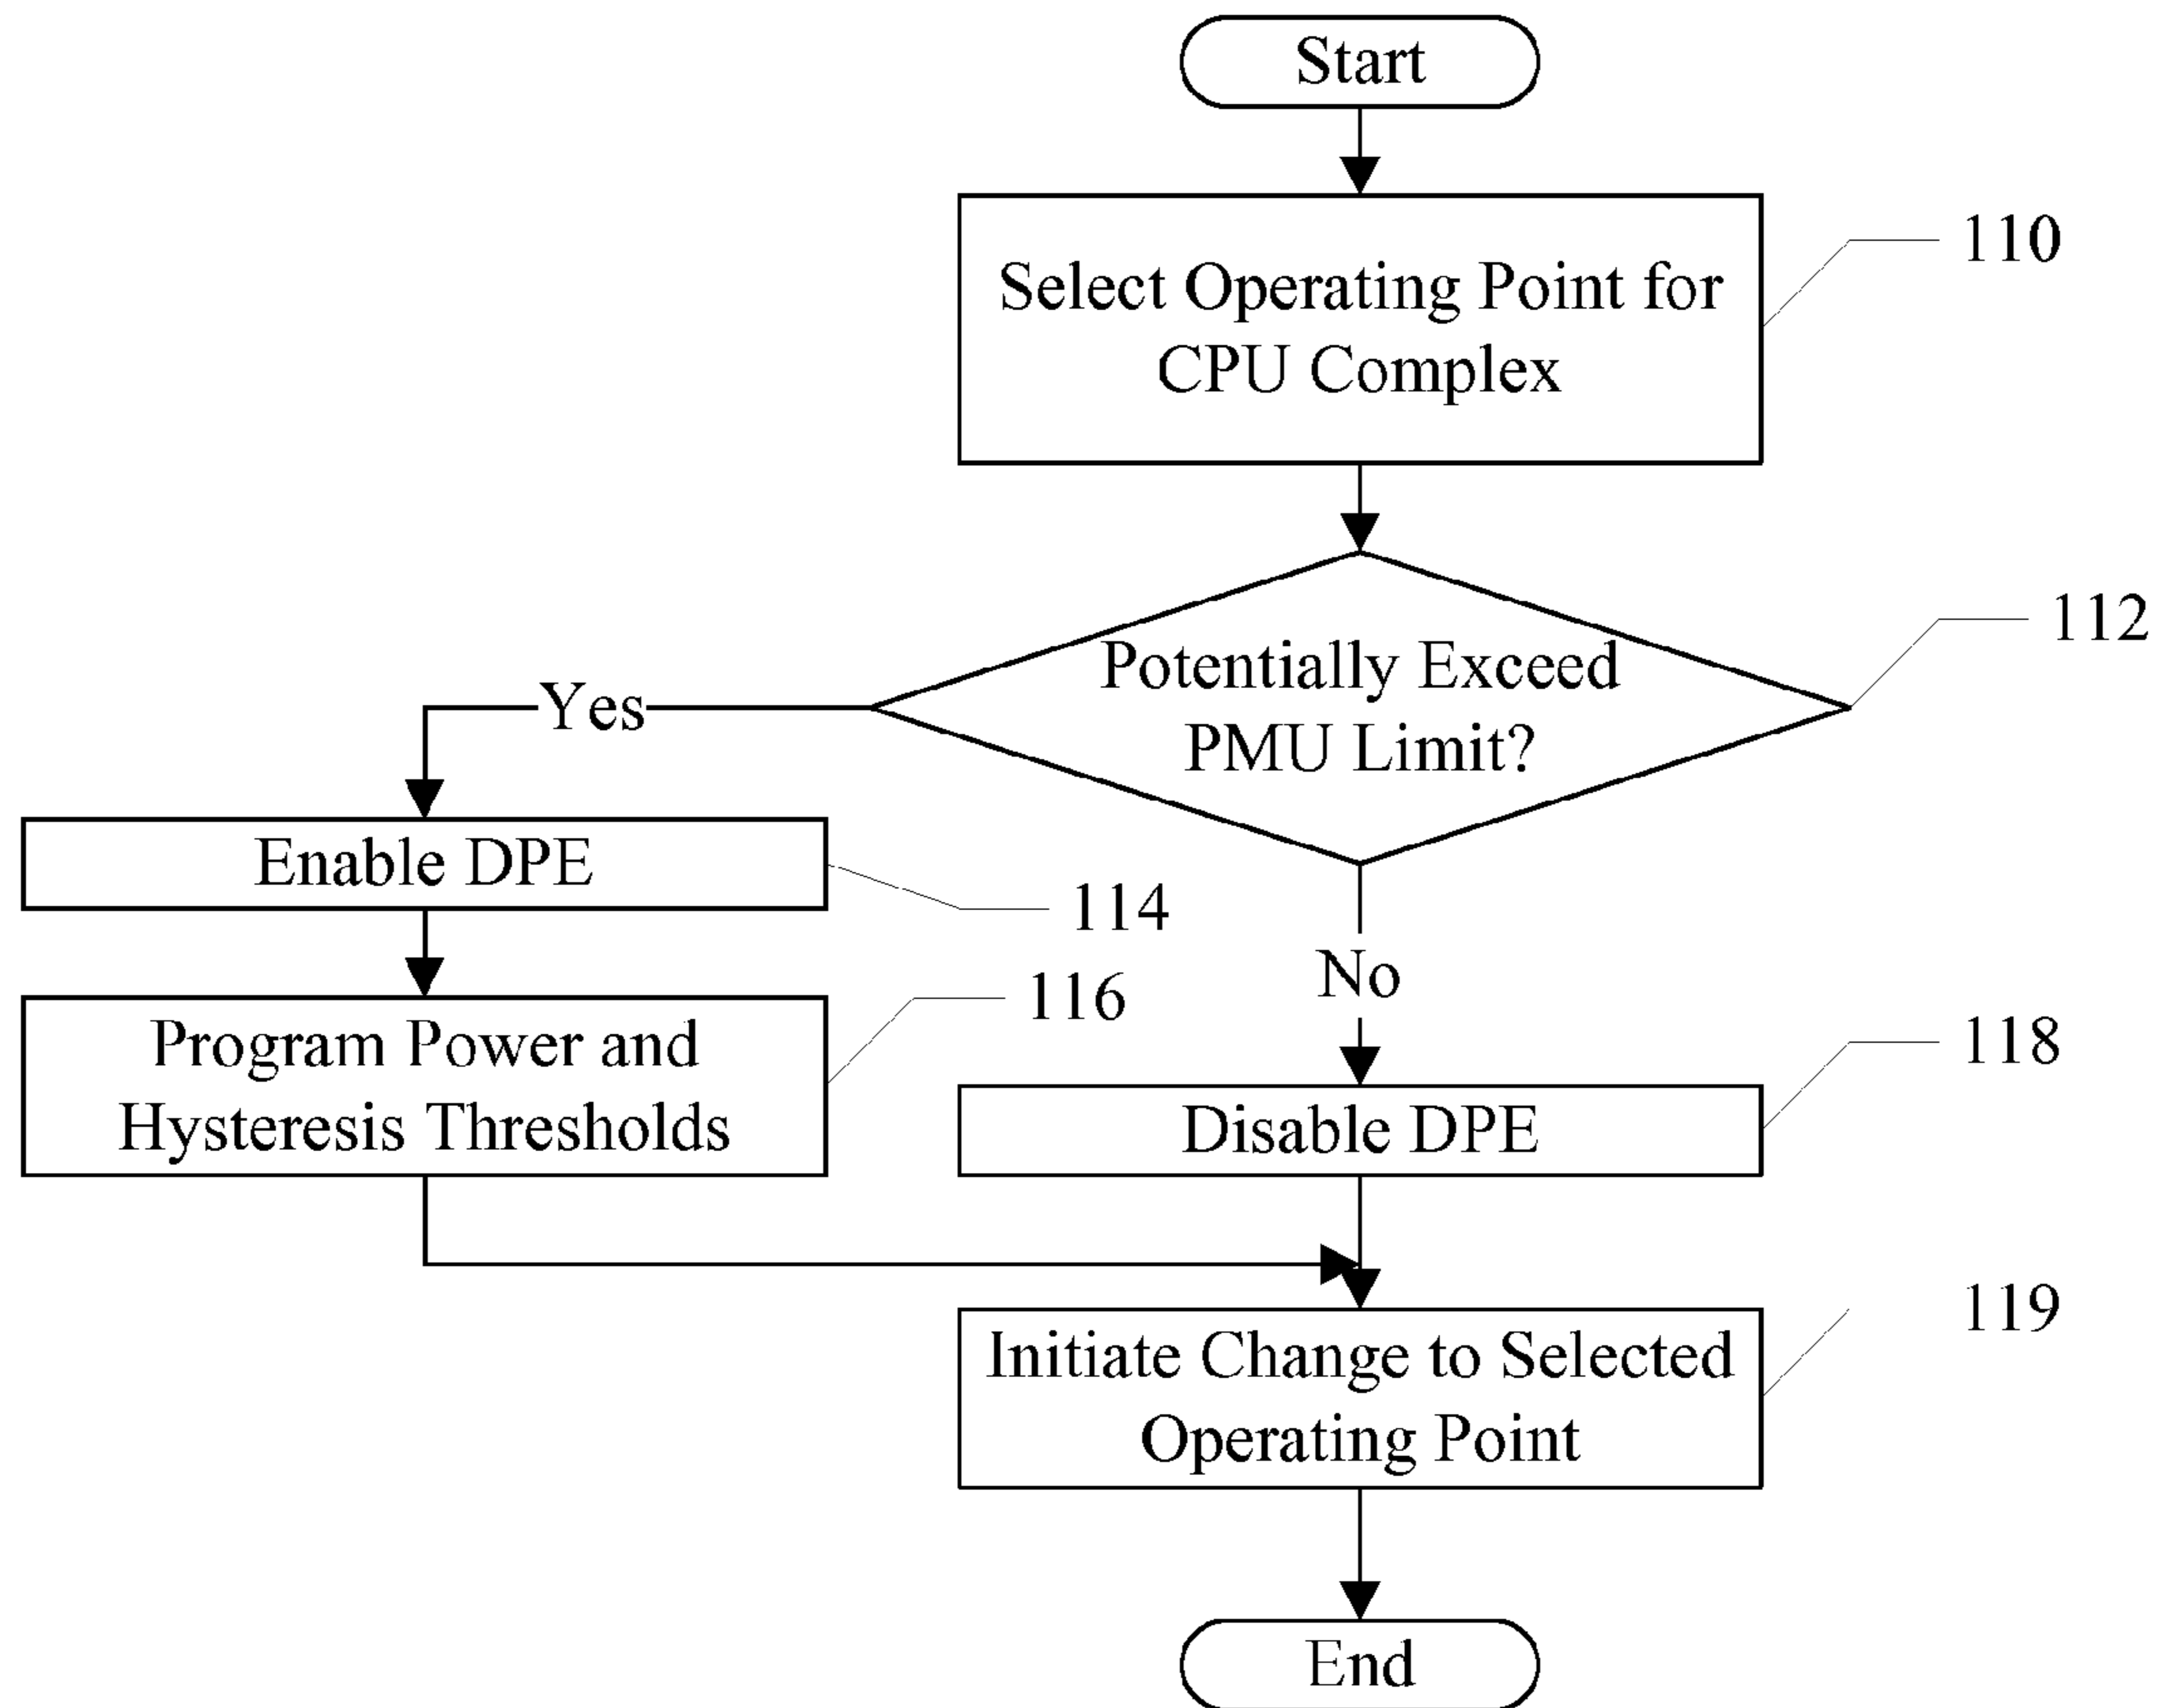 Start
Select Operating Point for
CPU Complex
110
Potentially Exceed
PMU Limit?
112
Yes
Enable DPE
114
Program Power and
Hysteresis Thresholds
116
No
Disable DPE
118
Initiate Change to Selected
Operating Point
119
End